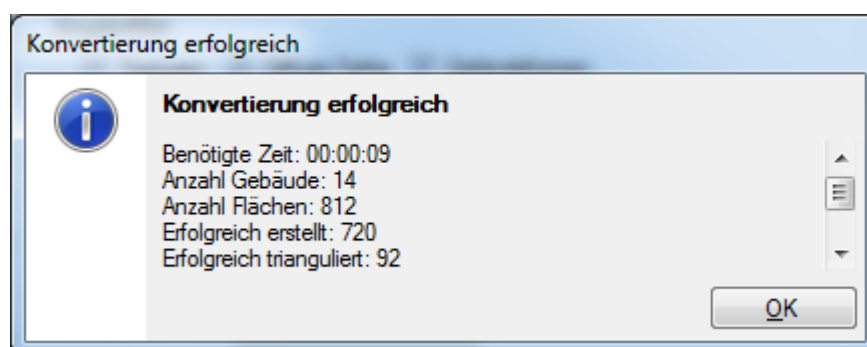 Konvertierung erfolgreich
Konvertierung erfolgreich
Benötigte Zeit: 00:00:09
Anzahl Gebäude: 14
Anzahl Flächen: 812
Erfolgreich erstellt: 720
Erfolgreich trianguliert: 92
OK